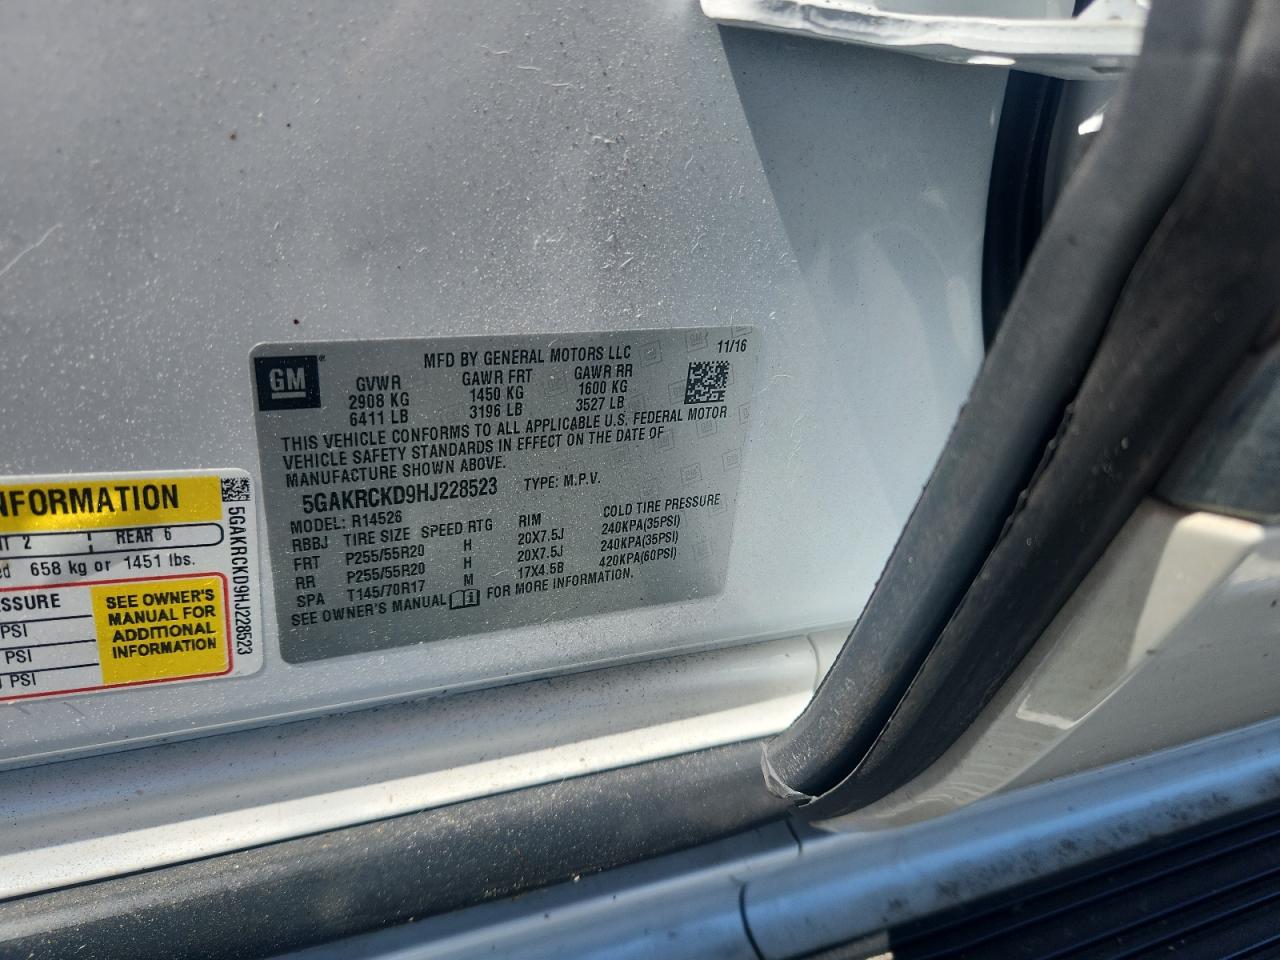 GM
MFD BY GENERAL MOTORS LLC 11/16
GVWR GAWR FRT GAWR RR
2908 KG 1450 KG 1600 KG
6411 LB 3196 LB 3527 LB
THIS VEHICLE CONFORMS TO ALL APPLICABLE U.S. FEDERAL MOTOR
VEHICLE SAFETY STANDARDS IN EFFECT ON THE DATE OF
MANUFACTURE SHOWN ABOVE.
5GAKRCKD9HJ228523 TYPE: M.P.V.
MODEL: R14526
RBBJ TIRE SIZE SPEED RTG RIM COLD TIRE PRESSURE
FRT P255/55R20 H 20X7.5J 240KPA(35PSI)
RR P255/55R20 H 20X7.5J 240KPA(35PSI)
SPA T145/70R17 M 17X4.5B 420KPA(60PSI)
SEE OWNER'S MANUAL FOR MORE INFORMATION.
NFORMATION
2 REAR 6
658 kg or 1451 lbs.
SSURE
PSI
PSI
PSI
SEE OWNER'S
MANUAL FOR
ADDITIONAL
INFORMATION
5GAKRCKD9HJ228523